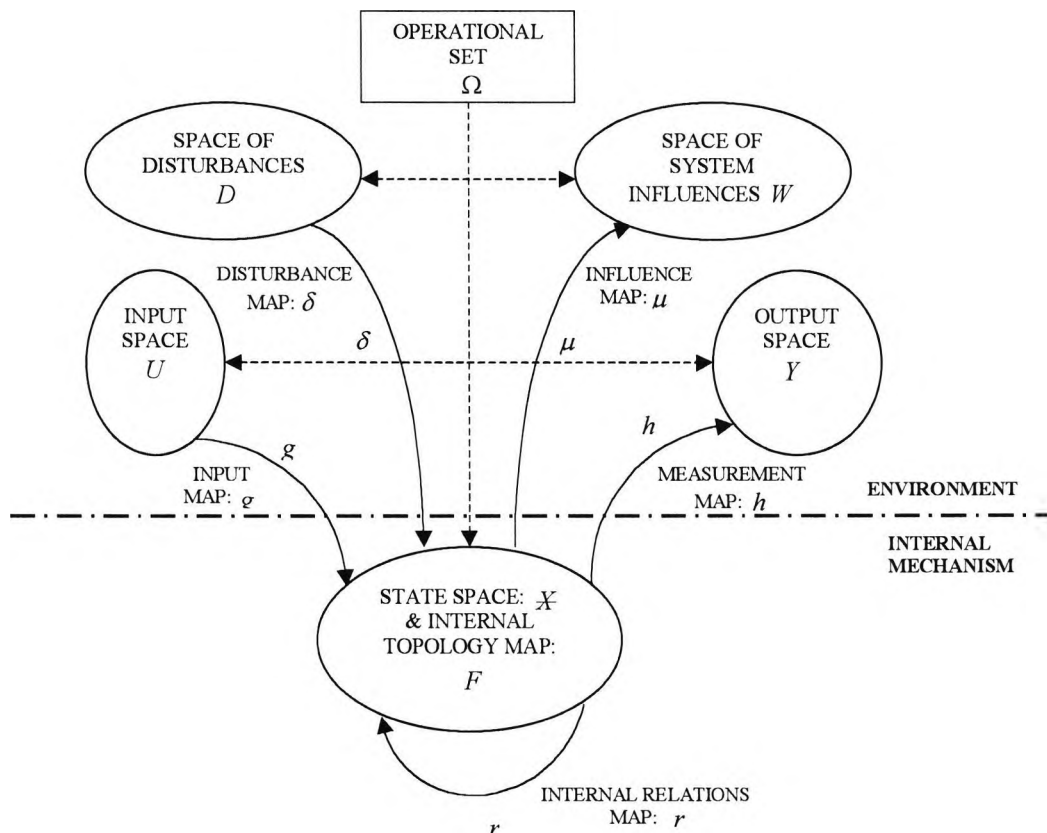 OPERATIONAL
SET
Ω
SPACE OF
DISTURBANCES
D
SPACE OF
SYSTEM
INFLUENCES W
DISTURBANCE
MAP: δ
INFLUENCE
MAP: μ
INPUT
SPACE
U
δ
μ
OUTPUT
SPACE
Y
g
h
INPUT
MAP: g
MEASUREMENT
MAP: h
ENVIRONMENT
INTERNAL
MECHANISM
STATE SPACE: X
& INTERNAL
TOPOLOGY MAP:
F
INTERNAL RELATIONS
MAP: r
r